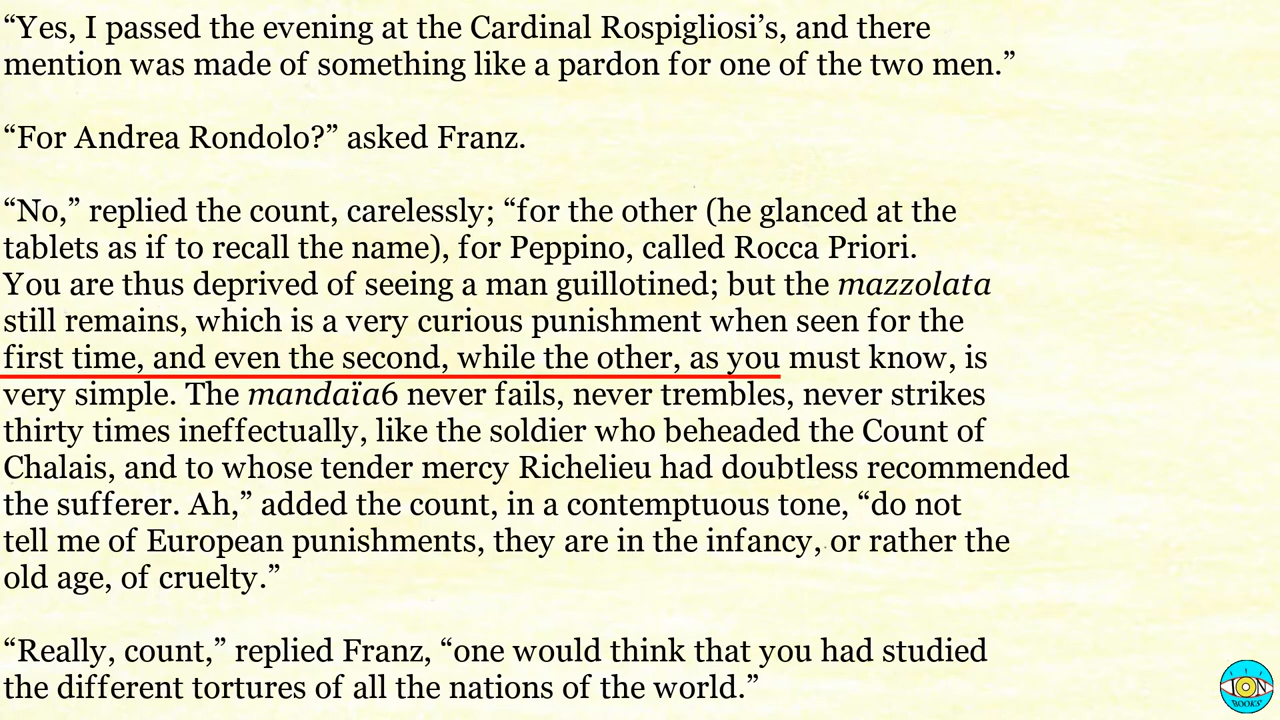 “Yes, I passed the evening at the Cardinal Rospigliosi’s, and there
mention was made of something like a pardon for one of the two men.”
“For Andrea Rondolo?” asked Franz.
“No,” replied the count, carelessly; “for the other (he glanced at the
tablets as if to recall the name), for Peppino, called Rocca Priori.
You are thus deprived of seeing a man guillotined; but the mazzolata
still remains, which is a very curious punishment when seen for the
first time, and even the second, while the other, as you must know, is
very simple. The mandaïa6 never fails, never trembles, never strikes
thirty times ineffectually, like the soldier who beheaded the Count of
Chalais, and to whose tender mercy Richelieu had doubtless recommended
the sufferer. Ah,” added the count, in a contemptuous tone, “do not
tell me of European punishments, they are in the infancy, or rather the
old age, of cruelty.”
“Really, count,” replied Franz, “one would think that you had studied
the different tortures of all the nations of the world.”
ION
BOOKS